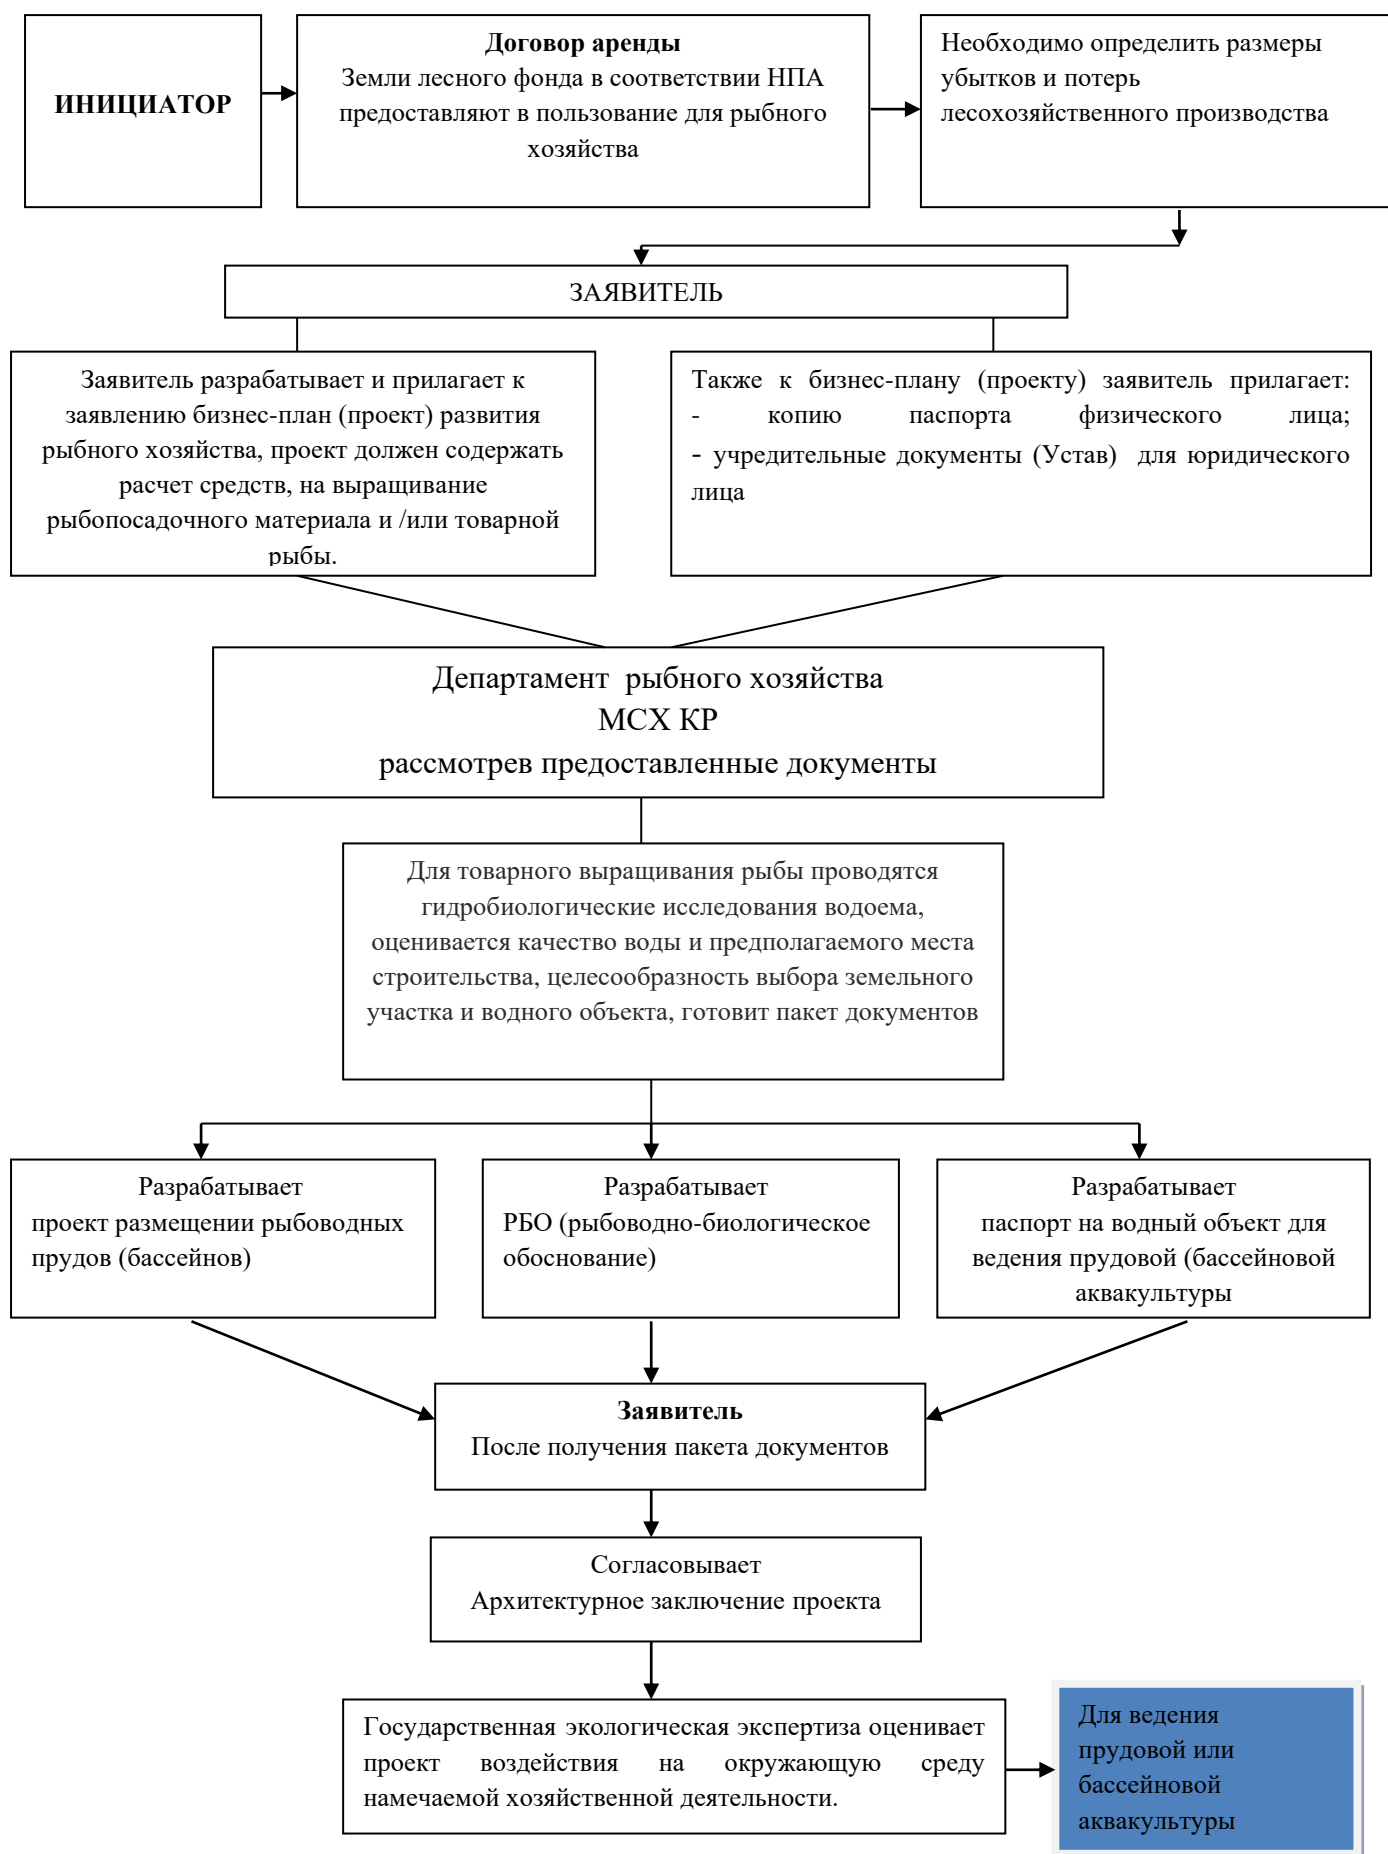 ИНИЦИАТОР
Договор аренды
Земли лесного фонда в соответствии НПА
предоставляют в пользование для рыбного
хозяйства
Необходимо определить размеры
убытков и потерь
лесохозяйственного производства
ЗАЯВИТЕЛЬ
Заявитель разрабатывает и прилагает к
заявлению бизнес-план (проект) развития
рыбного хозяйства, проект должен содержать
расчет средств, на выращивание
рыбопосадочного материала и /или товарной
рыбы.
Также к бизнес-плану (проекту) заявитель прилагает:
- копию паспорта физического лица;
- учредительные документы (Устав) для юридического
лица
Департамент рыбного хозяйства
МСХ КР
рассмотрев предоставленные документы
Для товарного выращивания рыбы проводятся
гидробиологические исследования водоема,
оценивается качество воды и предполагаемого места
строительства, целесообразность выбора земельного
участка и водного объекта, готовит пакет документов
Разрабатывает
проект размещении рыбоводных
прудов (бассейнов)
Разрабатывает
РБО (рыбоводно-биологическое
обоснование)
Разрабатывает
паспорт на водный объект для
ведения прудовой (бассейновой
аквакультуры
Заявитель
После получения пакета документов
Согласовывает
Архитектурное заключение проекта
Государственная экологическая экспертиза оценивает
проект воздействия на окружающую среду
намечаемой хозяйственной деятельности.
Для ведения
прудовой или
бассейновой
аквакультуры